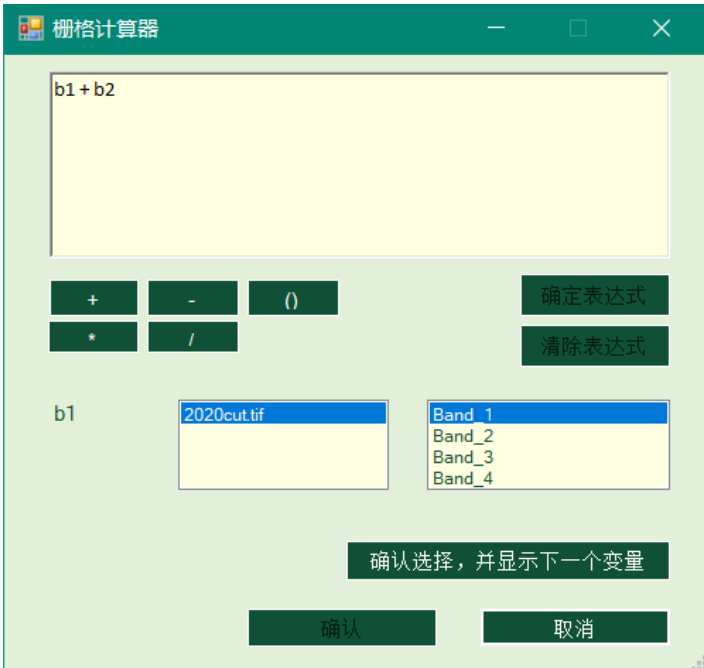 栅格计算器
b1 + b2
+
-
()
确定表达式
*
/
清除表达式
b1
2020cut.tif
Band_1
Band_2
Band_3
Band_4
确认选择，并显示下一个变量
确认
取消